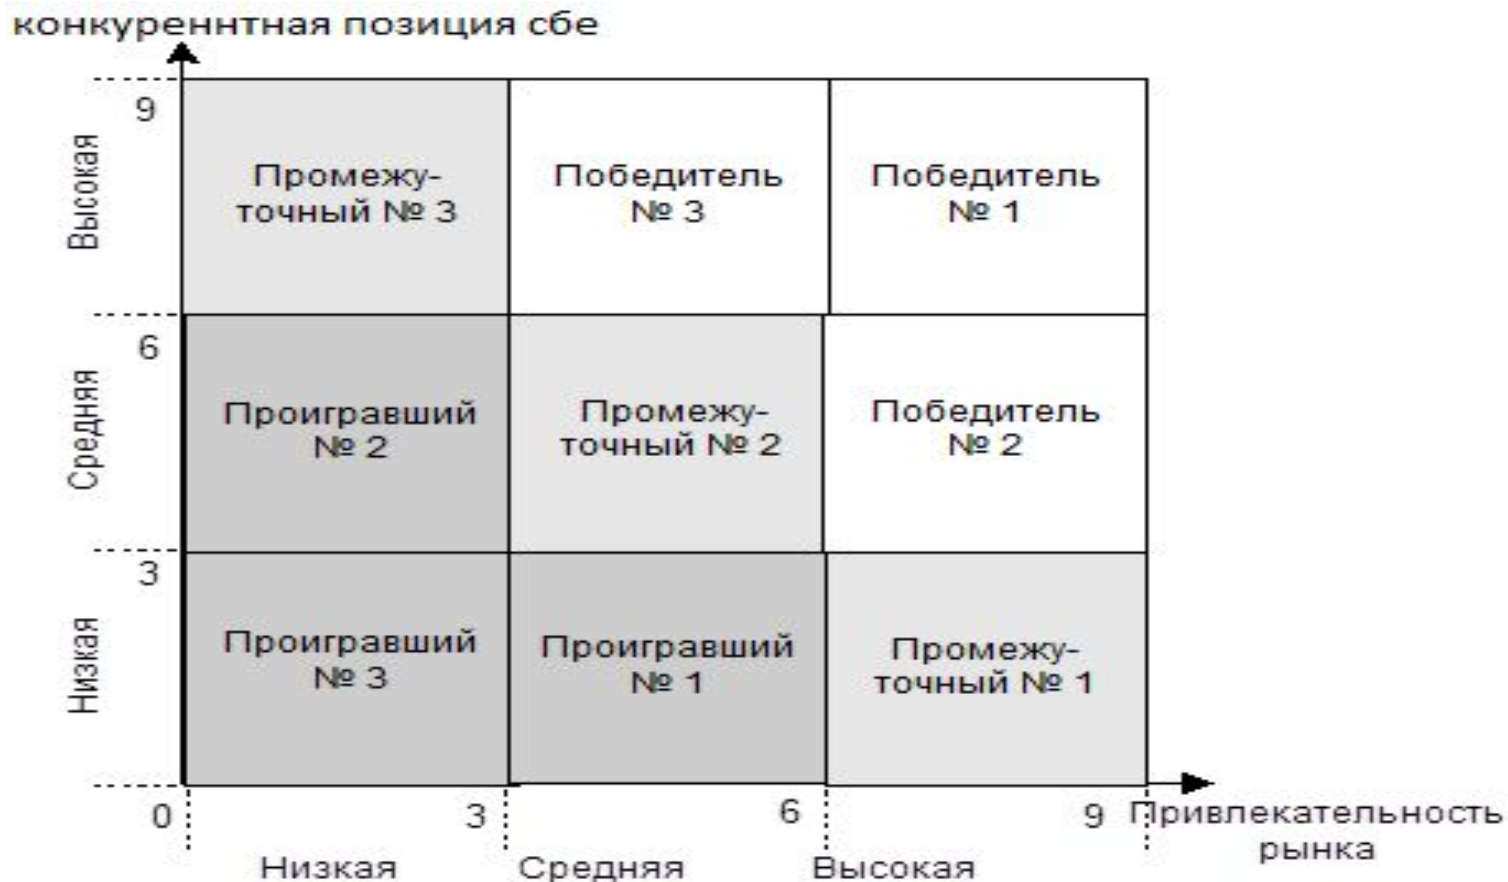 конкуреннтная позиция сбе
9
Высокая
Промежу-
точный № 3
Победитель
№ 3
Победитель
№ 1
6
Средняя
Проигравший
№ 2
Промежу-
точный № 2
Победитель
№ 2
3
Низкая
Проигравший
№ 3
Проигравший
№ 1
Промежу-
точный № 1
0
3
6
9
Привлекательность
рынка
Низкая
Средняя
Высокая